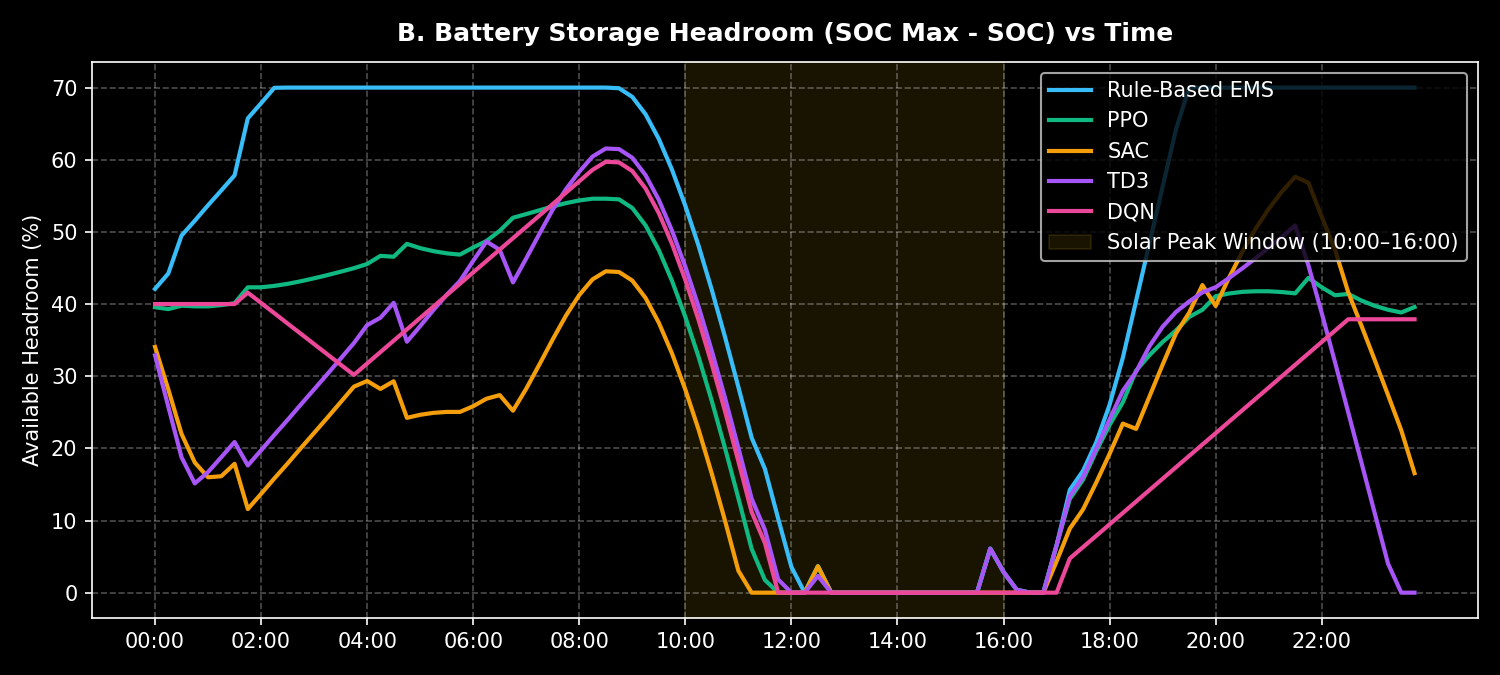 B. Battery Storage Headroom (SOC Max - SOC) vs Time
Available Headroom (%)
70
60
50
40
30
20
10
0
00:00 02:00 04:00 06:00 08:00 10:00 12:00 14:00 16:00 18:00 20:00 22:00
Rule-Based EMS
PPO
SAC
TD3
DQN
Solar Peak Window (10:00–16:00)